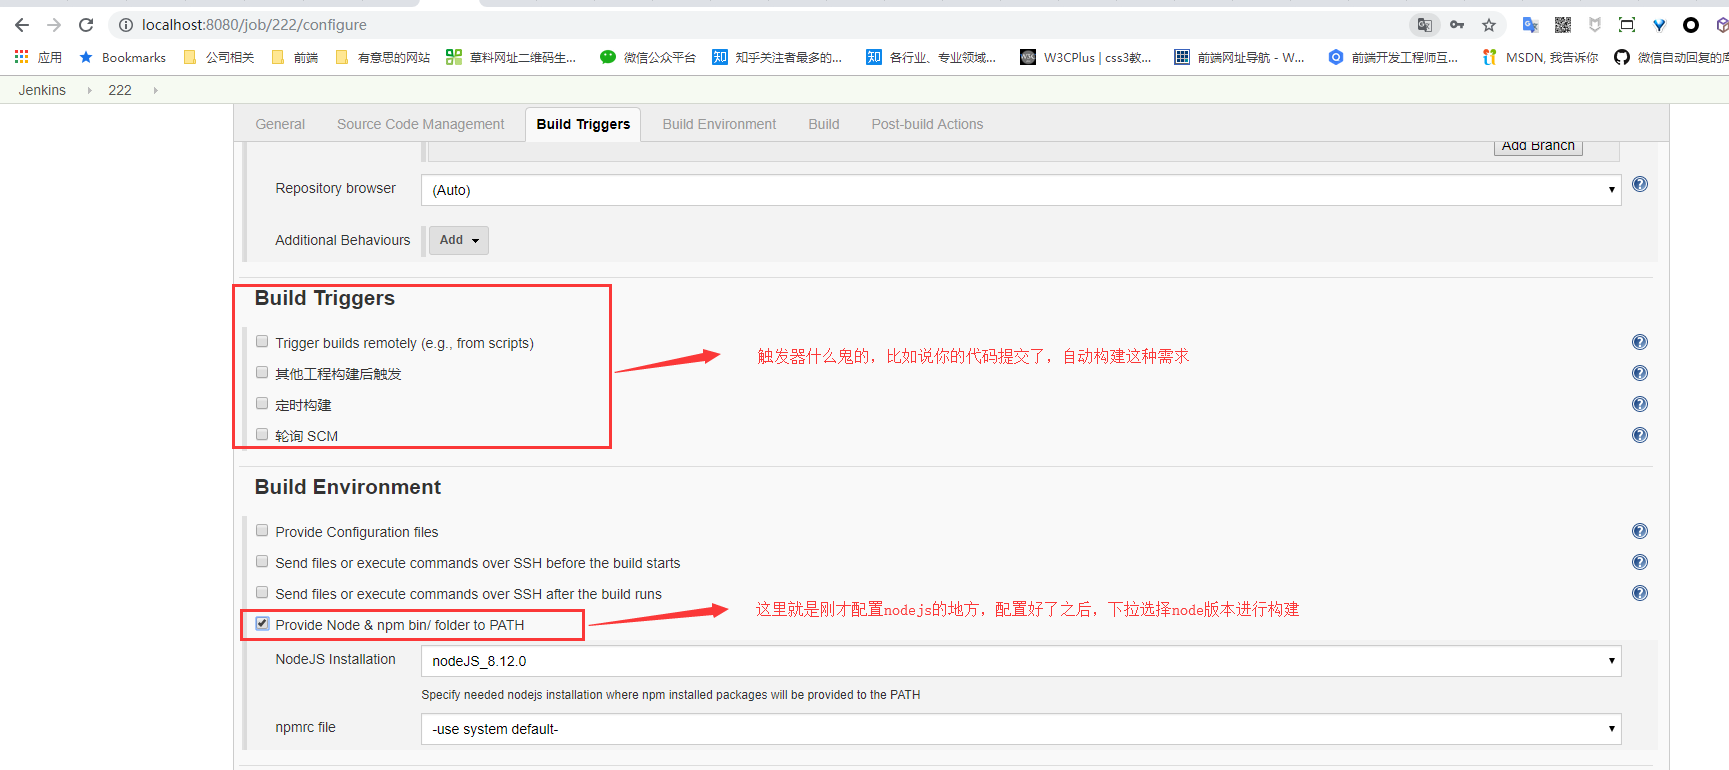 localhost:8080/job/222/configure
应用 Bookmarks 公司相关 前端 有意思的网站 草料网址二维码生... 微信公众平台 知乎关注者最多的... 各行业、专业领域... W3CPlus | css3教... 前端网址导航 - W... 前端开发工程师互... MSDN, 我告诉你 微信自动回复的库
Jenkins 222
General Source Code Management Build Triggers Build Environment Build Post-build Actions
Add Branch
Repository browser (Auto)
Additional Behaviours Add
Build Triggers
Trigger builds remotely (e.g., from scripts)
触发器什么鬼的，比如说你的代码提交了，自动构建这种需求
其他工程构建后触发
定时构建
轮询 SCM
Build Environment
Provide Configuration files
Send files or execute commands over SSH before the build starts
Send files or execute commands over SSH after the build runs
这里就是刚才配置nodejs的地方，配置好了之后，下拉选择node版本进行构建
Provide Node & npm bin/ folder to PATH
NodeJS Installation nodeJS_8.12.0
Specify needed nodejs installation where npm installed packages will be provided to the PATH
npmrc file -use system default-